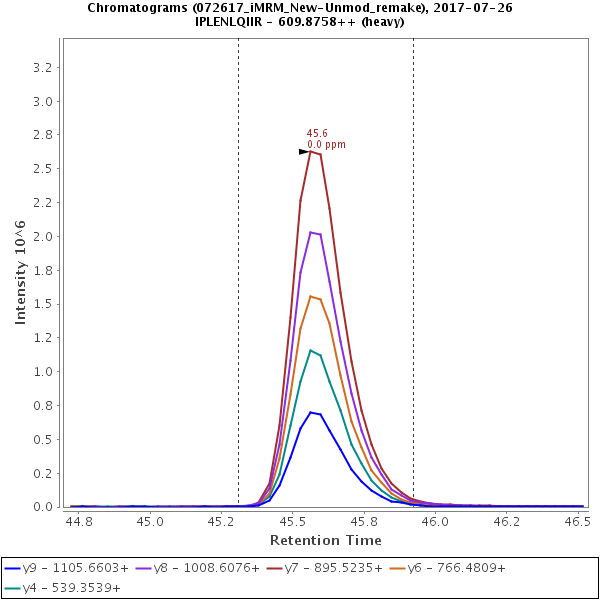 Chromatograms (072617_iMRM_New-Unmod_remake), 2017-07-26
IPLENLQIIR - 609.8758++ (heavy)
3.2
3.0
2.8
2.5
2.2
2.0
1.8
1.5
1.2
1.0
0.8
0.5
0.2
0.0
Intensity 10^6
45.6
0.0 ppm
44.8 45.0 45.2 45.5 45.8 46.0 46.2 46.5
Retention Time
y9 - 1105.6603+ y8 - 1008.6076+ y7 - 895.5235+ y6 - 766.4809+
y4 - 539.3539+